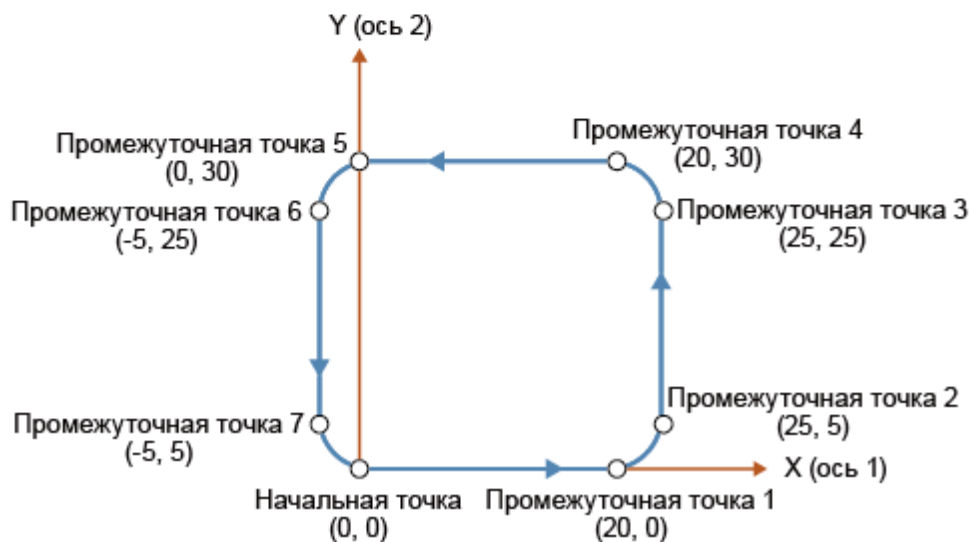 Y (ось 2)
Промежуточная точка 5
(0, 30)
Промежуточная точка 4
(20, 30)
Промежуточная точка 6
(-5, 25)
Промежуточная точка 3
(25, 25)
Промежуточная точка 7
(-5, 5)
Промежуточная точка 2
(25, 5)
X (ось 1)
Начальная точка
(0, 0)
Промежуточная точка 1
(20, 0)